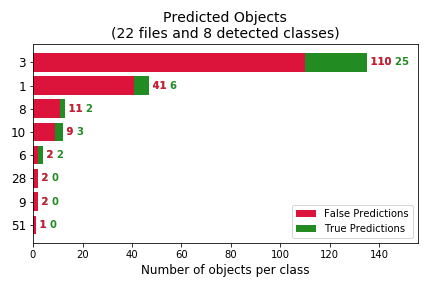 Predicted Objects
(22 files and 8 detected classes)
3 110 25
1 41 6
8 11 2
10 9 3
6 2 2
28 2 0
9 2 0
51 1 0
False Predictions
True Predictions
0 20 40 60 80 100 120 140
Number of objects per class